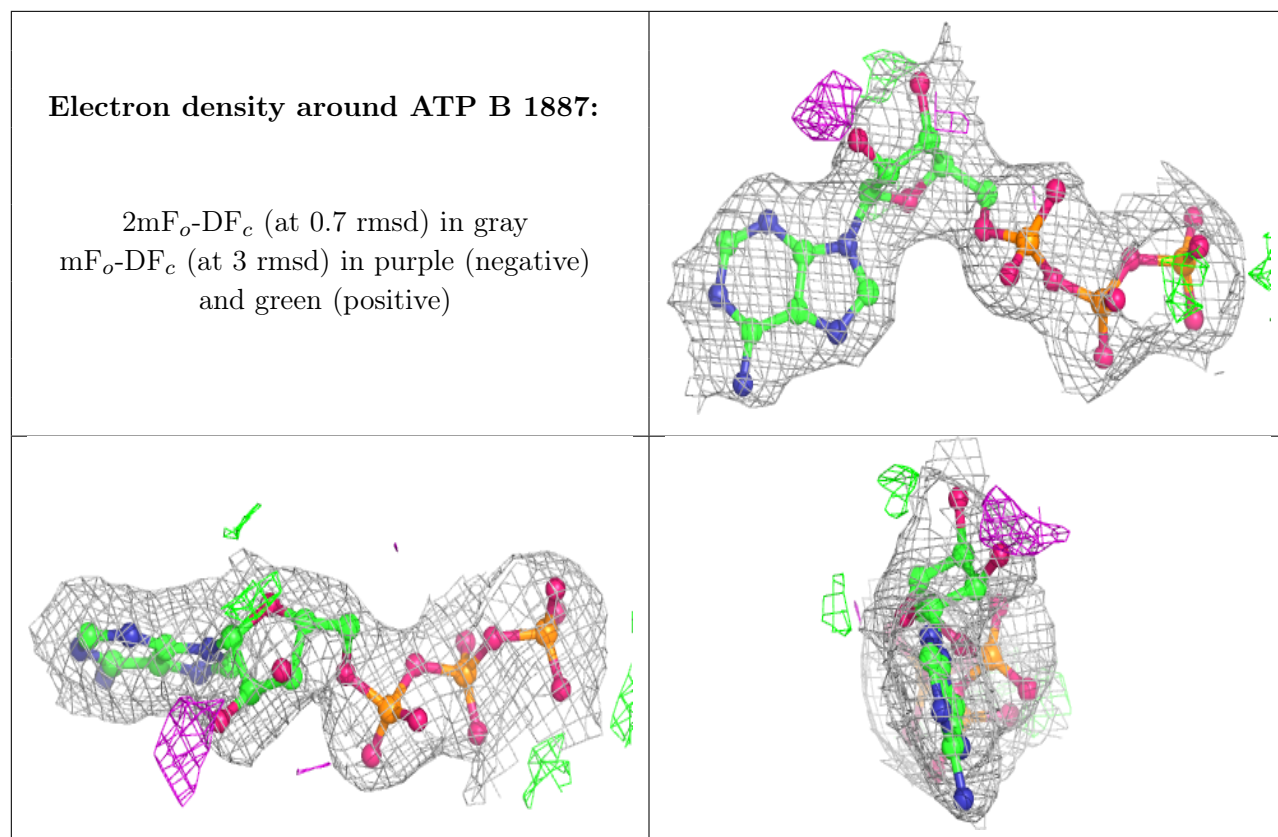 Electron density around ATP B 1887:
2mFo-DFc (at 0.7 rmsd) in gray
mFo-DFc (at 3 rmsd) in purple (negative)
and green (positive)